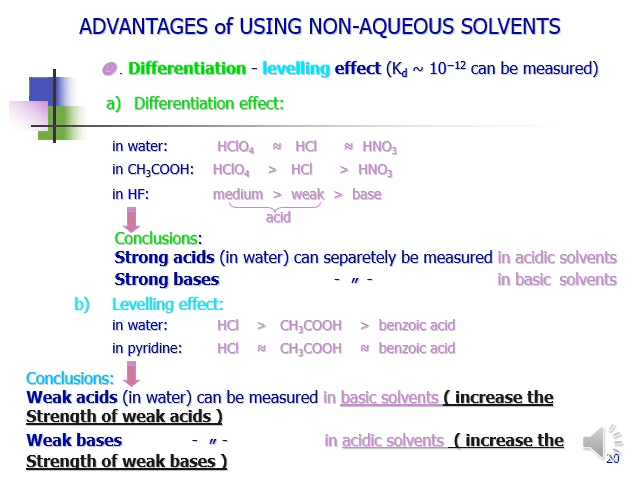 ADVANTAGES of USING NON-AQUEOUS SOLVENTS
. Differentiation - levelling effect (Kd ~ 10⁻¹² can be measured)
a) Differentiation effect:
in water: HClO₄ ≈ HCl ≈ HNO₃
in CH₃COOH: HClO₄ > HCl > HNO₃
in HF: medium > weak > base
acid
Conclusions:
Strong acids (in water) can separetely be measured in acidic solvents
Strong bases - „ - in basic solvents
b) Levelling effect:
in water: HCl > CH₃COOH > benzoic acid
in pyridine: HCl ≈ CH₃COOH ≈ benzoic acid
Conclusions:
Weak acids (in water) can be measured in basic solvents ( increase the
Strength of weak acids )
Weak bases - „ - in acidic solvents ( increase the
Strength of weak bases )
20